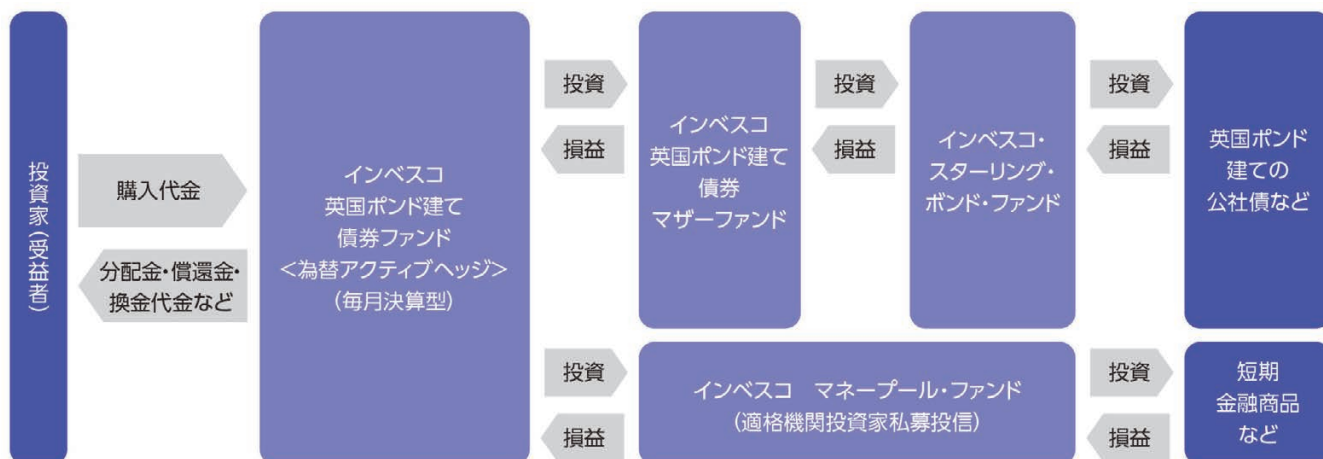 投資家（受益者）
購入代金
分配金・償還金・
換金代金など
インベスコ
英国ポンド建て
債券ファンド
＜為替アクティブヘッジ＞
（毎月決算型）
投資
損益
インベスコ
英国ポンド建て
債券
マザーファンド
投資
損益
インベスコ・
スターリング・
ボンド・ファンド
投資
損益
英国ポンド
建ての
公社債など
投資
損益
インベスコ　マネープール・ファンド
（適格機関投資家私募投信）
投資
損益
短期
金融商品
など